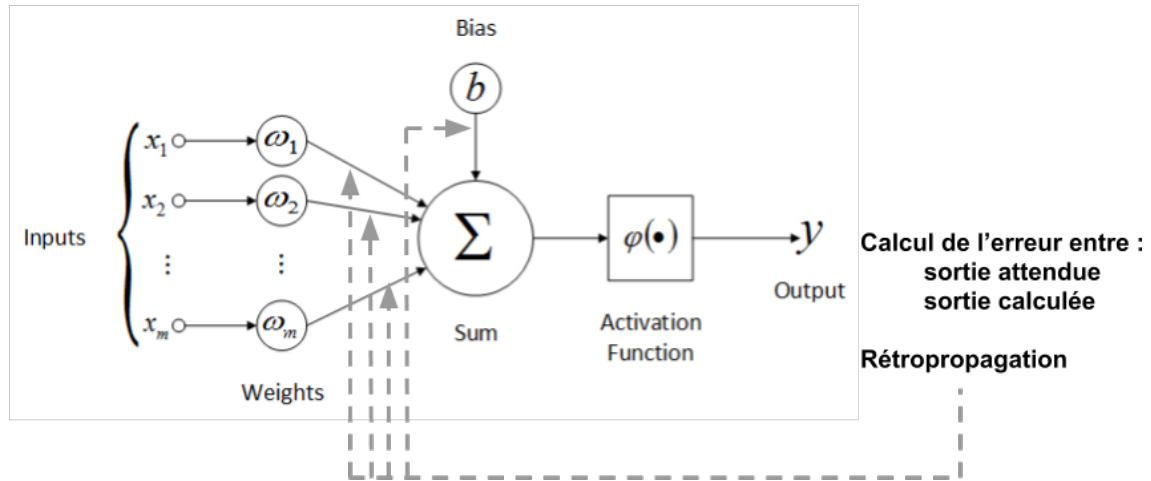 Bias
b
x₁
ω₁
x₂
ω₂
Inputs
⋮
⋮
Σ
φ(•)
y
xₘ
ωₘ
Weights
Sum
Activation
Function
Output
Calcul de l’erreur entre :
sortie attendue
sortie calculée
Rétropropagation